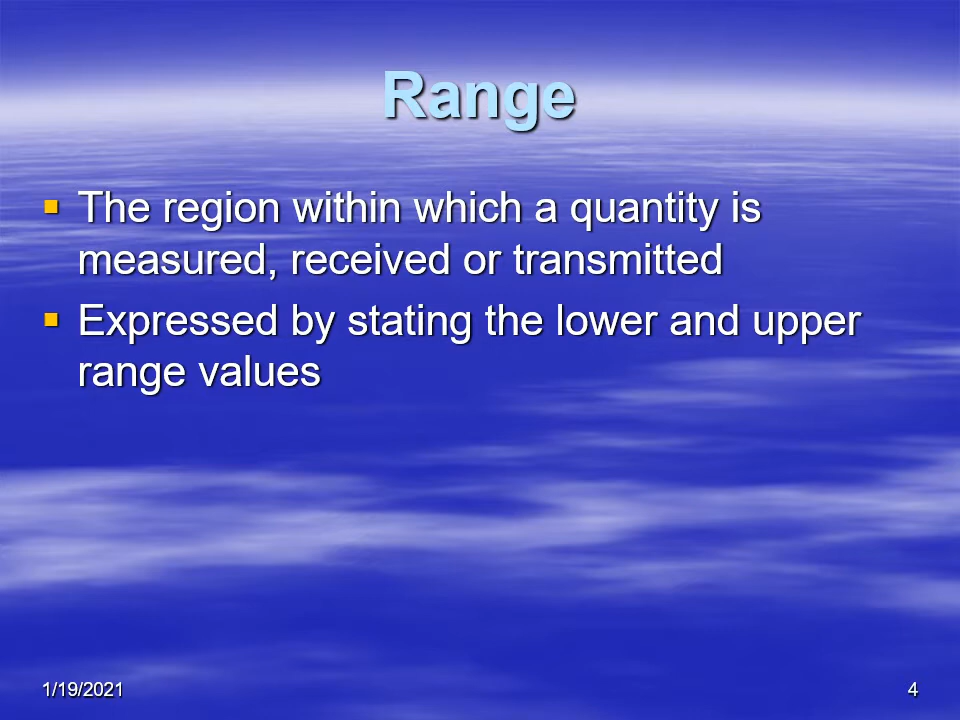 Range
▪ The region within which a quantity is
measured, received or transmitted
▪ Expressed by stating the lower and upper
range values
1/19/2021
4